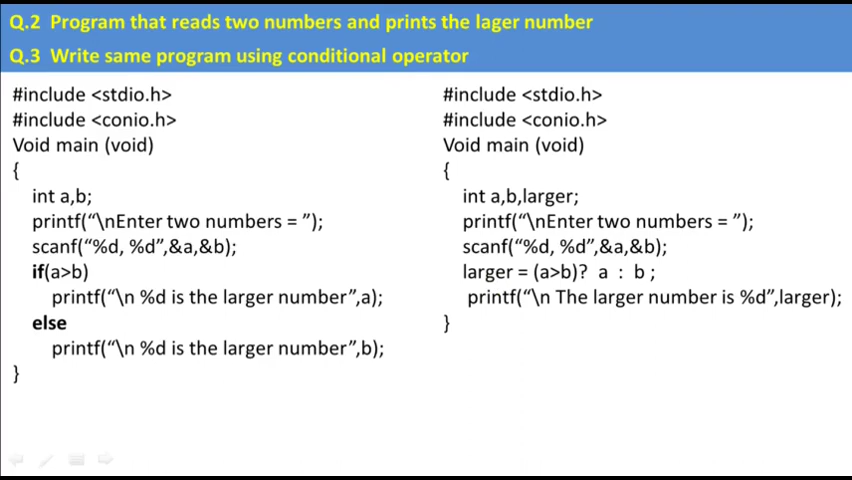 Q.2 Program that reads two numbers and prints the lager number
Q.3 Write same program using conditional operator
#include <stdio.h>
#include <conio.h>
Void main (void)
{
int a,b;
printf(“\nEnter two numbers = ”);
scanf(“%d, %d”,&a,&b);
if(a>b)
printf(“\n %d is the larger number”,a);
else
printf(“\n %d is the larger number”,b);
}
#include <stdio.h>
#include <conio.h>
Void main (void)
{
int a,b,larger;
printf(“\nEnter two numbers = ”);
scanf(“%d, %d”,&a,&b);
larger = (a>b)? a : b ;
printf(“\n The larger number is %d”,larger);
}